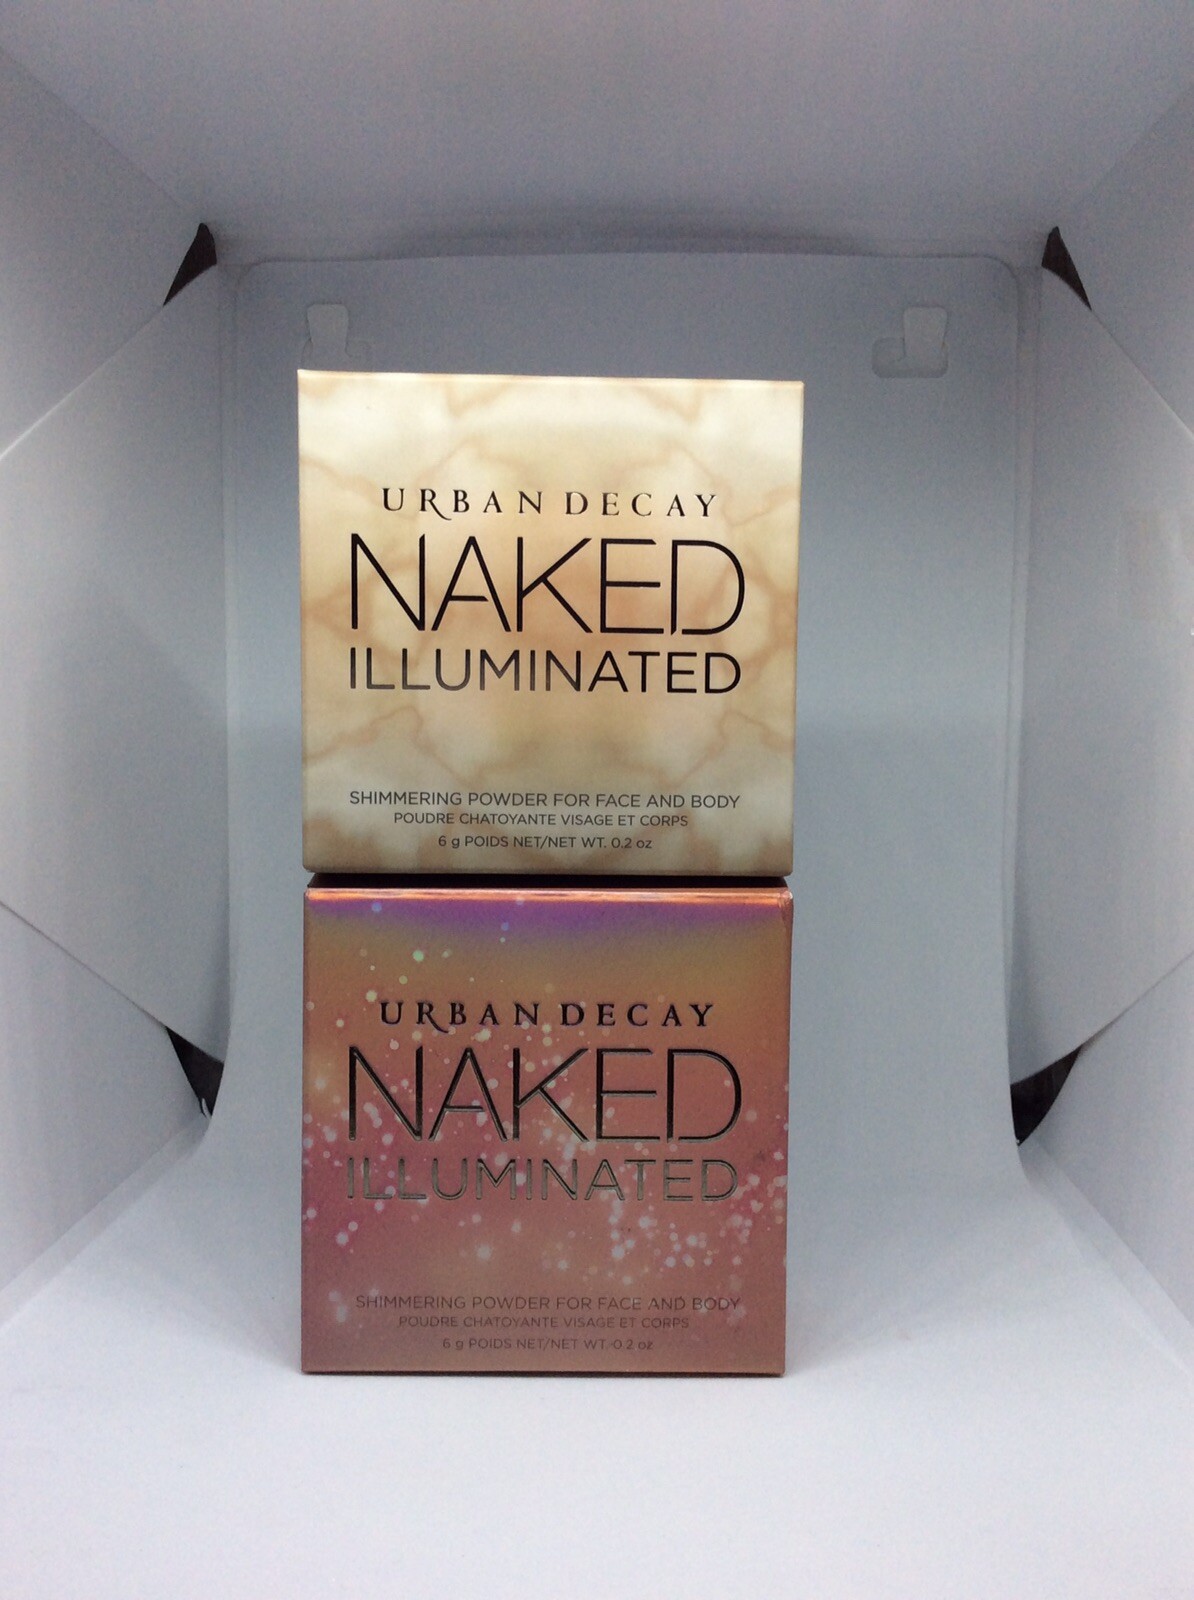 URBAN DECAY
NAKED
ILLUMINATED
SHIMMERING POWDER FOR FACE AND BODY
POUDRE CHATOYANTE VISAGE ET CORPS
6 g POIDS NET/NET WT. 0.2 oz
URBAN DECAY
NAKED
ILLUMINATED
SHIMMERING POWDER FOR FACE AND BODY
POUDRE CHATOYANTE VISAGE ET CORPS
6 g POIDS NET/NET WT. 0.2 oz